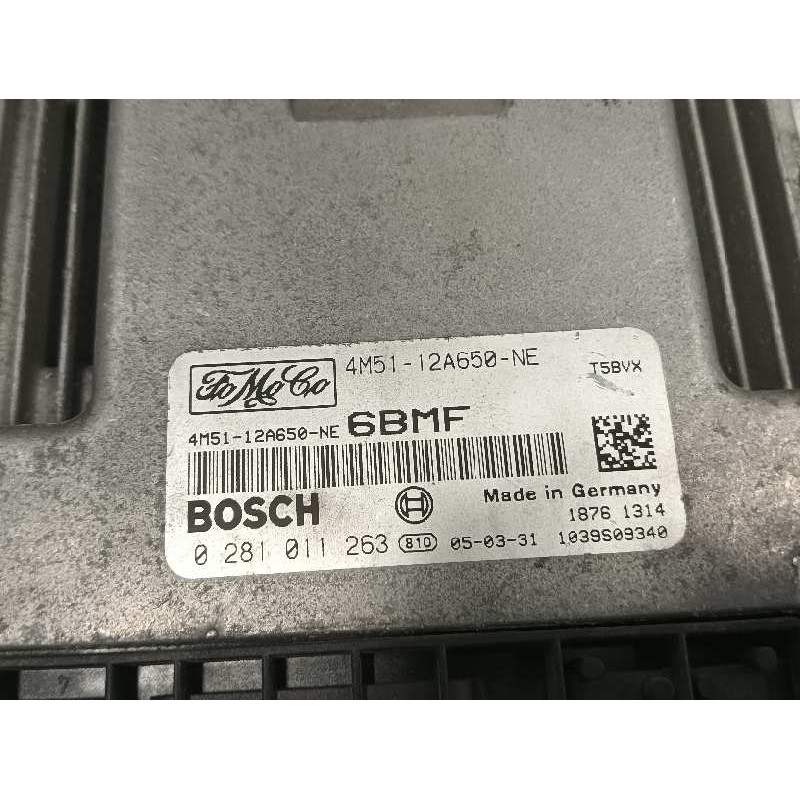 FoMoCo 4M51-12A650-NE T5BVX
4M51-12A650-NE 6BMF
BOSCH Made in Germany
1876 1314
0 281 011 263 810 05-03-31 1039S09340